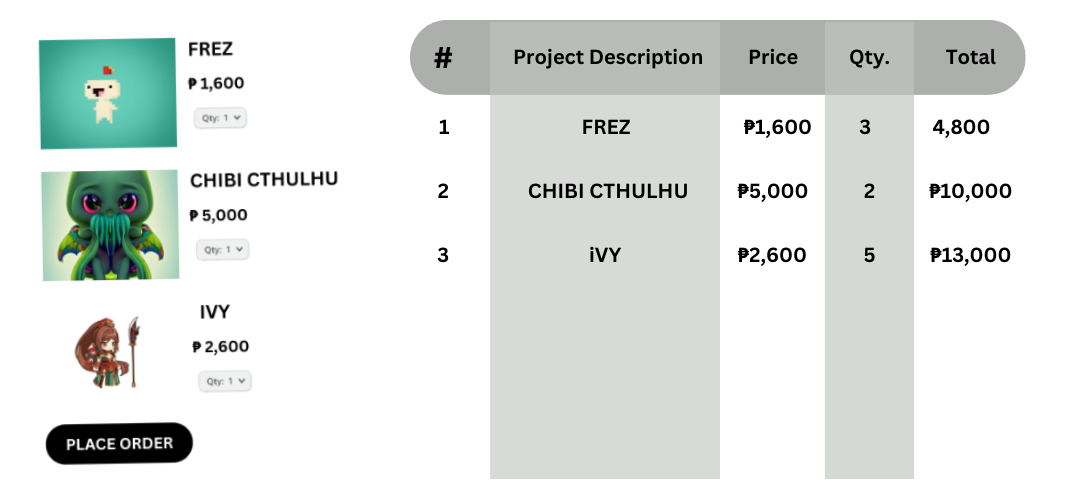 FREZ
₱ 1,600
Qty: 1
CHIBI CTHULHU
₱ 5,000
Qty: 1
IVY
₱ 2,600
Qty: 1
PLACE ORDER
# Project Description Price Qty. Total
1 FREZ ₱1,600 3 4,800
2 CHIBI CTHULHU ₱5,000 2 ₱10,000
3 iVY ₱2,600 5 ₱13,000